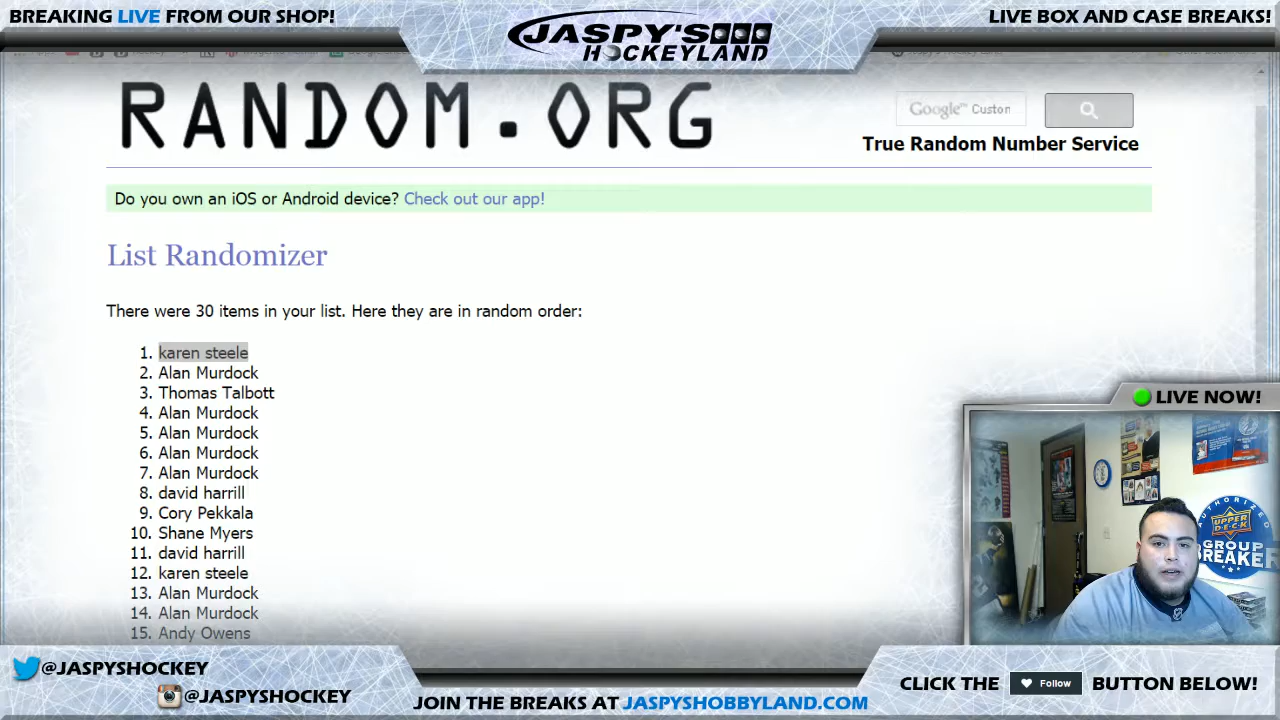 BREAKING LIVE FROM OUR SHOP!
JASPY'S
HOCKEYLAND
LIVE BOX AND CASE BREAKS!
RANDOM.ORG
Google™ Custom
True Random Number Service
Do you own an iOS or Android device? Check out our app!
List Randomizer
There were 30 items in your list. Here they are in random order:
1. karen steele
2. Alan Murdock
3. Thomas Talbott
4. Alan Murdock
5. Alan Murdock
6. Alan Murdock
7. Alan Murdock
8. david harrill
9. Cory Pekkala
10. Shane Myers
11. david harrill
12. karen steele
13. Alan Murdock
14. Alan Murdock
15. Andy Owens
LIVE NOW!
AUTHORIZED
UPPER
DECK
GROUP
BREAKER
@JASPYSHOCKEY
@JASPYSHOCKEY
JOIN THE BREAKS AT JASPYSHOBBYLAND.COM
CLICK THE Follow BUTTON BELOW!